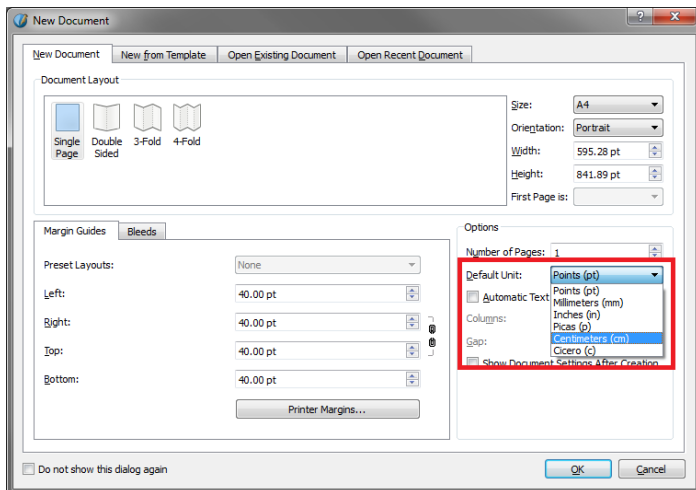 New Document
New Document New from Template Open Existing Document Open Recent Document
Document Layout
Single Page Double Sided 3-Fold 4-Fold
Size: A4
Orientation: Portrait
Width: 595.28 pt
Height: 841.89 pt
First Page is:
Margin Guides Bleeds
Preset Layouts: None
Left: 40.00 pt
Right: 40.00 pt
Top: 40.00 pt
Bottom: 40.00 pt
Printer Margins...
Options
Number of Pages: 1
Default Unit: Points (pt)
Points (pt)
Automatic Text
Millimeters (mm)
Inches (in)
Columns:
Picas (p)
Gap:
Centimeters (cm)
Cicero (c)
Show Document Settings After Creation
Do not show this dialog again
OK Cancel